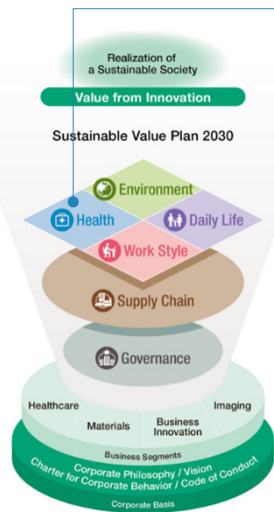 Realization of
a Sustainable Society
Value from Innovation
Sustainable Value Plan 2030
Environment
Health
Daily Life
Work Style
Supply Chain
Governance
Healthcare
Materials
Business
Innovation
Imaging
Business Segments
Corporate Philosophy / Vision
Charter for Corporate Behavior / Code of Conduct
Corporate Basis